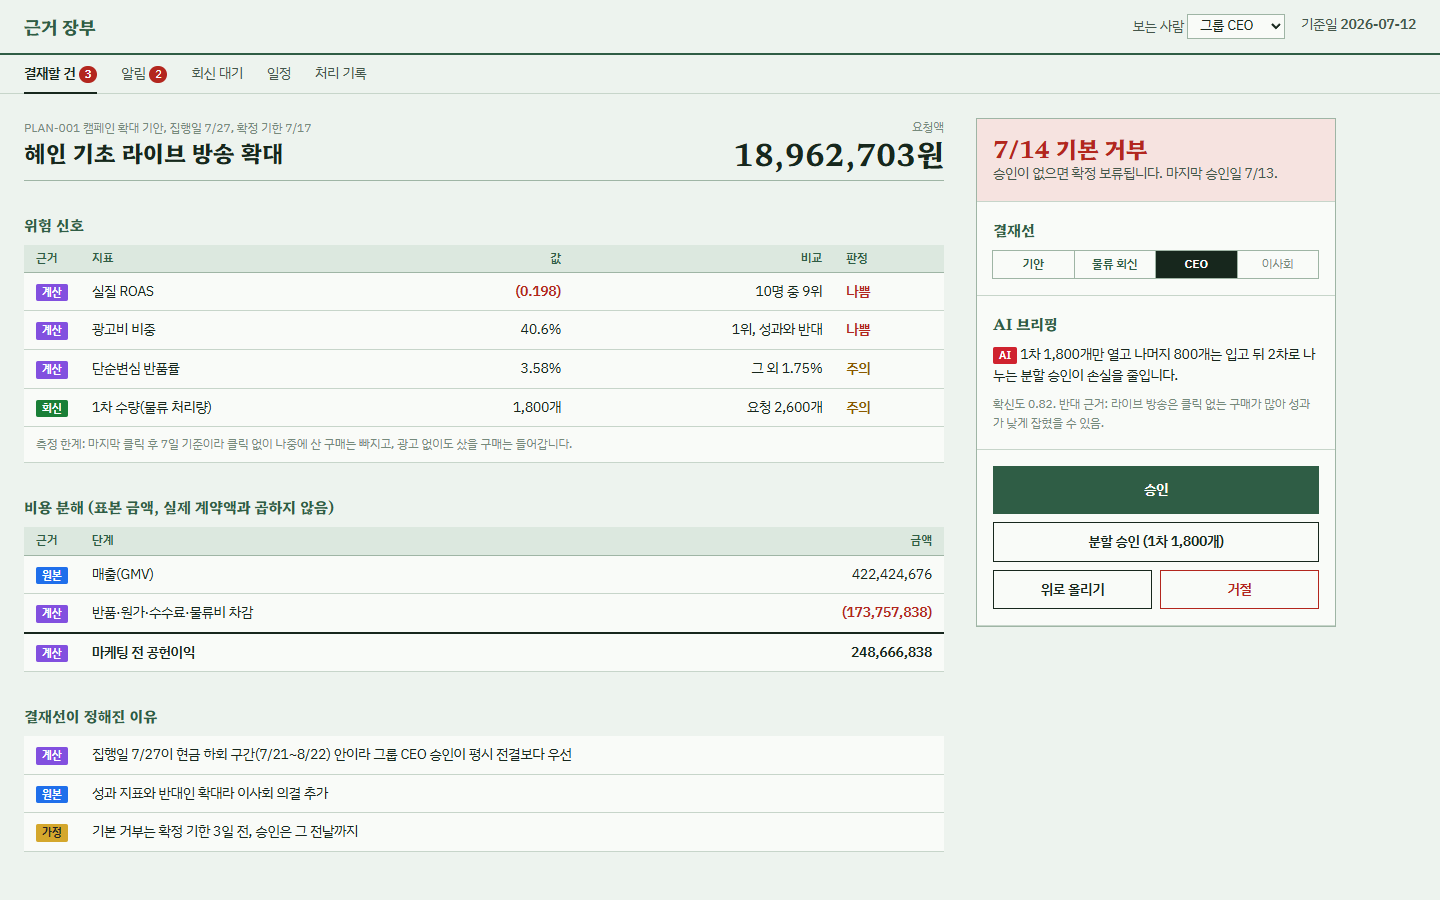 근거 장부
보는 사람 그룹 CEO 기준일 2026-07-12
결재할 건 3 알림 2 회신 대기 일정 처리 기록
PLAN-001 캠페인 확대 기안, 집행일 7/27, 확정 기한 7/17
요청액
헤인 기초 라이브 방송 확대
18,962,703원
위험 신호
근거 지표 값 비교 판정
계산 실질 ROAS (0.198) 10명 중 9위 나쁨
계산 광고비 비중 40.6% 1위, 성과와 반대 나쁨
계산 단순변심 반품률 3.58% 그 외 1.75% 주의
회신 1차 수량(물류 처리량) 1,800개 요청 2,600개 주의
측정 한계: 마지막 클릭 후 7일 기준이라 클릭 없이 나중에 산 구매는 빠지고, 광고 없이도 샀을 구매는 들어갑니다.
비용 분해 (표본 금액, 실제 계약액과 곱하지 않음)
근거 단계 금액
원본 매출(GMV) 422,424,676
계산 반품·원가·수수료·물류비 차감 (173,757,838)
계산 마케팅 전 공헌이익 248,666,838
결재선이 정해진 이유
계산 집행일 7/27이 현금 하회 구간(7/21~8/22) 안이라 그룹 CEO 승인이 평시 전결보다 우선
원본 성과 지표와 반대인 확대라 이사회 의결 추가
가정 기본 거부는 확정 기한 3일 전, 승인은 그 전날까지
7/14 기본 거부
승인이 없으면 확정 보류됩니다. 마지막 승인일 7/13.
결재선
기안 물류 회신 CEO 이사회
AI 브리핑
AI 1차 1,800개만 열고 나머지 800개는 입고 뒤 2차로 나
누는 분할 승인이 손실을 줄입니다.
확신도 0.82. 반대 근거: 라이브 방송은 클릭 없는 구매가 많아 성과
가 낮게 잡혔을 수 있음.
승인
분할 승인 (1차 1,800개)
위로 올리기 거절